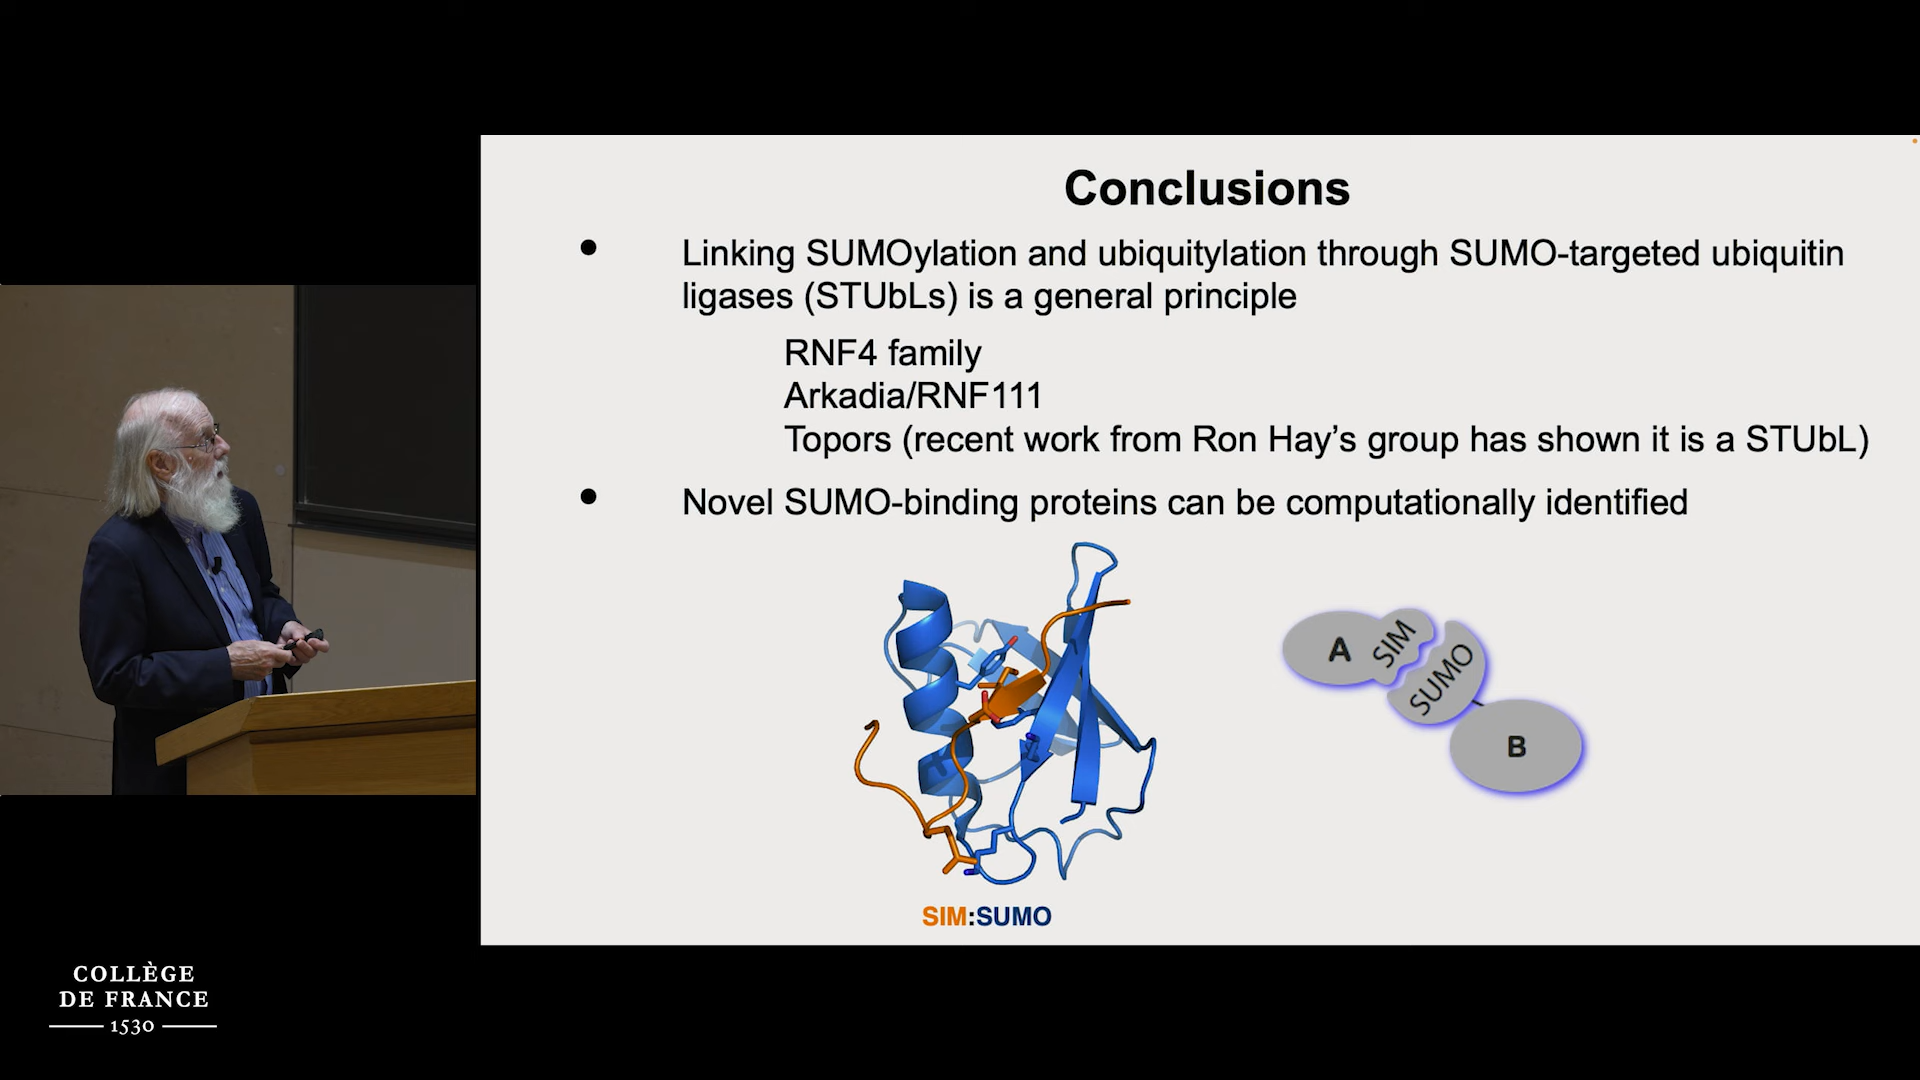 Conclusions
• Linking SUMOylation and ubiquitylation through SUMO-targeted ubiquitin
ligases (STUbLs) is a general principle
RNF4 family
Arkadia/RNF111
Topors (recent work from Ron Hay’s group has shown it is a STUbL)
• Novel SUMO-binding proteins can be computationally identified
A
SIM
SUMO
B
SIM:SUMO
COLLÈGE
DE FRANCE
1530